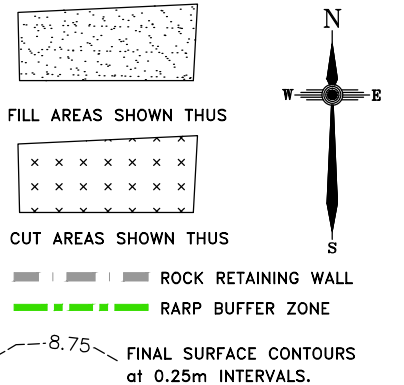 N
W
E
FILL AREAS SHOWN THUS
CUT AREAS SHOWN THUS
S
ROCK RETAINING WALL
RARP BUFFER ZONE
8.75
FINAL SURFACE CONTOURS
at 0.25m INTERVALS.